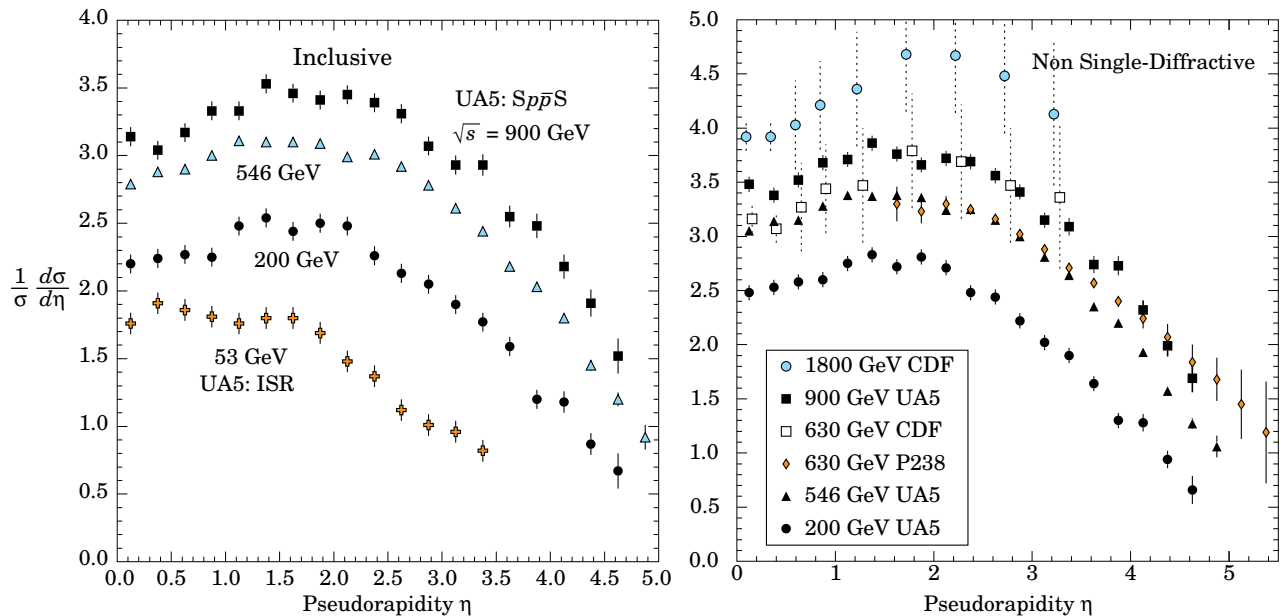 Inclusive
UA5: Spp̄S
√s = 900 GeV
546 GeV
200 GeV
53 GeV
UA5: ISR
1/σ dσ/dη
4.0
3.5
3.0
2.5
2.0
1.5
1.0
0.5
0.0
0.0 0.5 1.0 1.5 2.0 2.5 3.0 3.5 4.0 4.5 5.0
Pseudorapidity η
Non Single-Diffractive
5.0
4.5
4.0
3.5
3.0
2.5
2.0
1.5
1.0
0.5
0.0
1800 GeV CDF
900 GeV UA5
630 GeV CDF
630 GeV P238
546 GeV UA5
200 GeV UA5
0 1 2 3 4 5
Pseudorapidity η